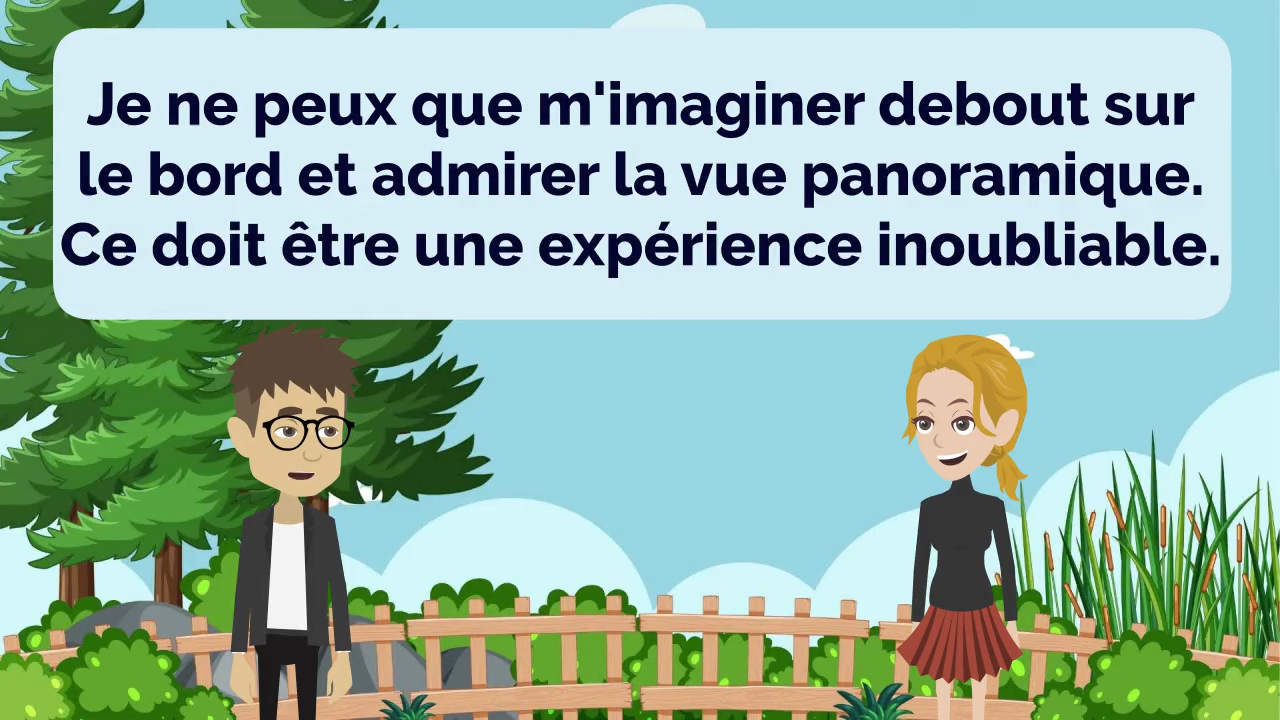 Je ne peux que m'imaginer debout sur
le bord et admirer la vue panoramique.
Ce doit être une expérience inoubliable.